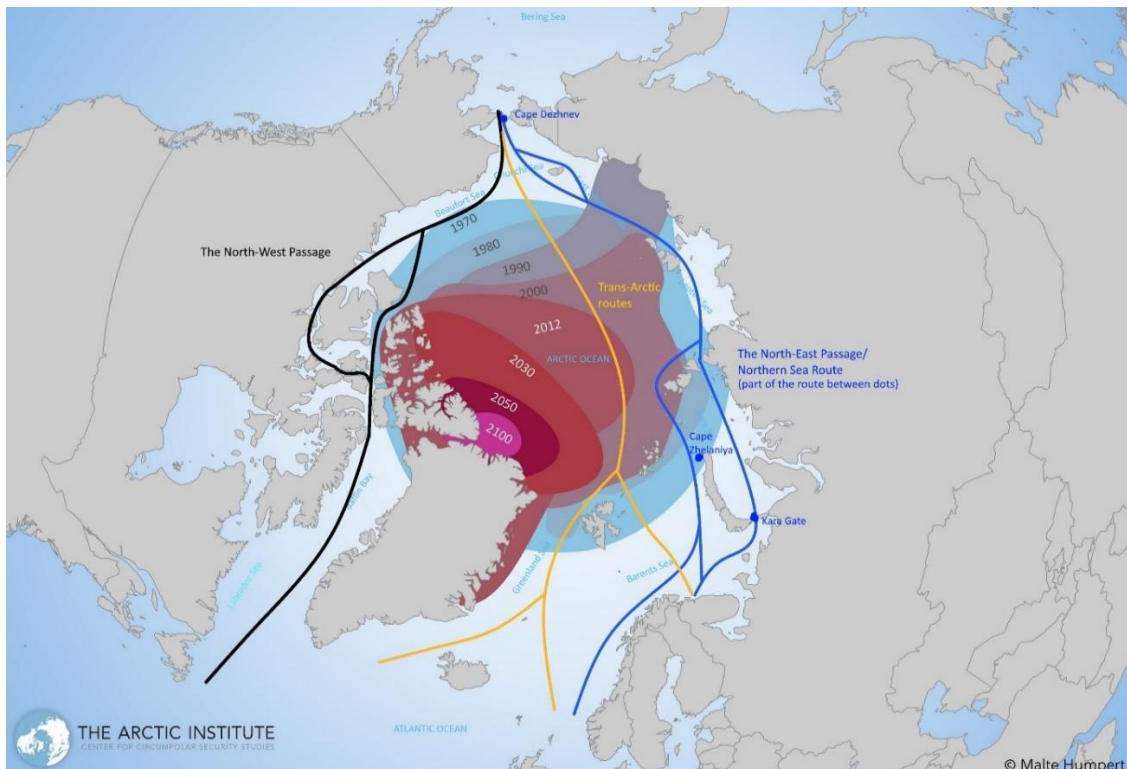 Bering Sea
Cape Dezhnev
Beaufort Sea
1970
1980
1990
2000
2012
2030
2050
2100
The North-West Passage
Trans-Arctic
routes
ARCTIC OCEAN
The North-East Passage/
Northern Sea Route
(part of the route between dots)
Cape
Zhelaniya
Kara Gate
Baffin Bay
Labrador Sea
Greenland Sea
Barents Sea
ATLANTIC OCEAN
THE ARCTIC INSTITUTE
CENTER FOR CIRCUMPOLAR SECURITY STUDIES
© Malte Humpert